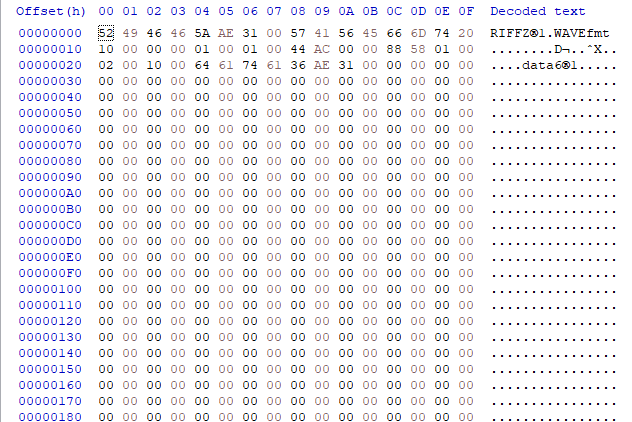 Offset(h) 00 01 02 03 04 05 06 07 08 09 0A 0B 0C 0D 0E 0F Decoded text
00000000 52 49 46 46 5A AE 31 00 57 41 56 45 66 6D 74 20 RIFFZ®1.WAVEfmt
00000010 10 00 00 00 01 00 01 00 44 AC 00 00 88 58 01 00 ........D¬..ˆX..
00000020 02 00 10 00 64 61 74 61 36 AE 31 00 00 00 00 00 ....data6®1.....
00000030 00 00 00 00 00 00 00 00 00 00 00 00 00 00 00 00 ................
00000040 00 00 00 00 00 00 00 00 00 00 00 00 00 00 00 00 ................
00000050 00 00 00 00 00 00 00 00 00 00 00 00 00 00 00 00 ................
00000060 00 00 00 00 00 00 00 00 00 00 00 00 00 00 00 00 ................
00000070 00 00 00 00 00 00 00 00 00 00 00 00 00 00 00 00 ................
00000080 00 00 00 00 00 00 00 00 00 00 00 00 00 00 00 00 ................
00000090 00 00 00 00 00 00 00 00 00 00 00 00 00 00 00 00 ................
000000A0 00 00 00 00 00 00 00 00 00 00 00 00 00 00 00 00 ................
000000B0 00 00 00 00 00 00 00 00 00 00 00 00 00 00 00 00 ................
000000C0 00 00 00 00 00 00 00 00 00 00 00 00 00 00 00 00 ................
000000D0 00 00 00 00 00 00 00 00 00 00 00 00 00 00 00 00 ................
000000E0 00 00 00 00 00 00 00 00 00 00 00 00 00 00 00 00 ................
000000F0 00 00 00 00 00 00 00 00 00 00 00 00 00 00 00 00 ................
00000100 00 00 00 00 00 00 00 00 00 00 00 00 00 00 00 00 ................
00000110 00 00 00 00 00 00 00 00 00 00 00 00 00 00 00 00 ................
00000120 00 00 00 00 00 00 00 00 00 00 00 00 00 00 00 00 ................
00000130 00 00 00 00 00 00 00 00 00 00 00 00 00 00 00 00 ................
00000140 00 00 00 00 00 00 00 00 00 00 00 00 00 00 00 00 ................
00000150 00 00 00 00 00 00 00 00 00 00 00 00 00 00 00 00 ................
00000160 00 00 00 00 00 00 00 00 00 00 00 00 00 00 00 00 ................
00000170 00 00 00 00 00 00 00 00 00 00 00 00 00 00 00 00 ................
00000180 00 00 00 00 00 00 00 00 00 00 00 00 00 00 00 00 ................